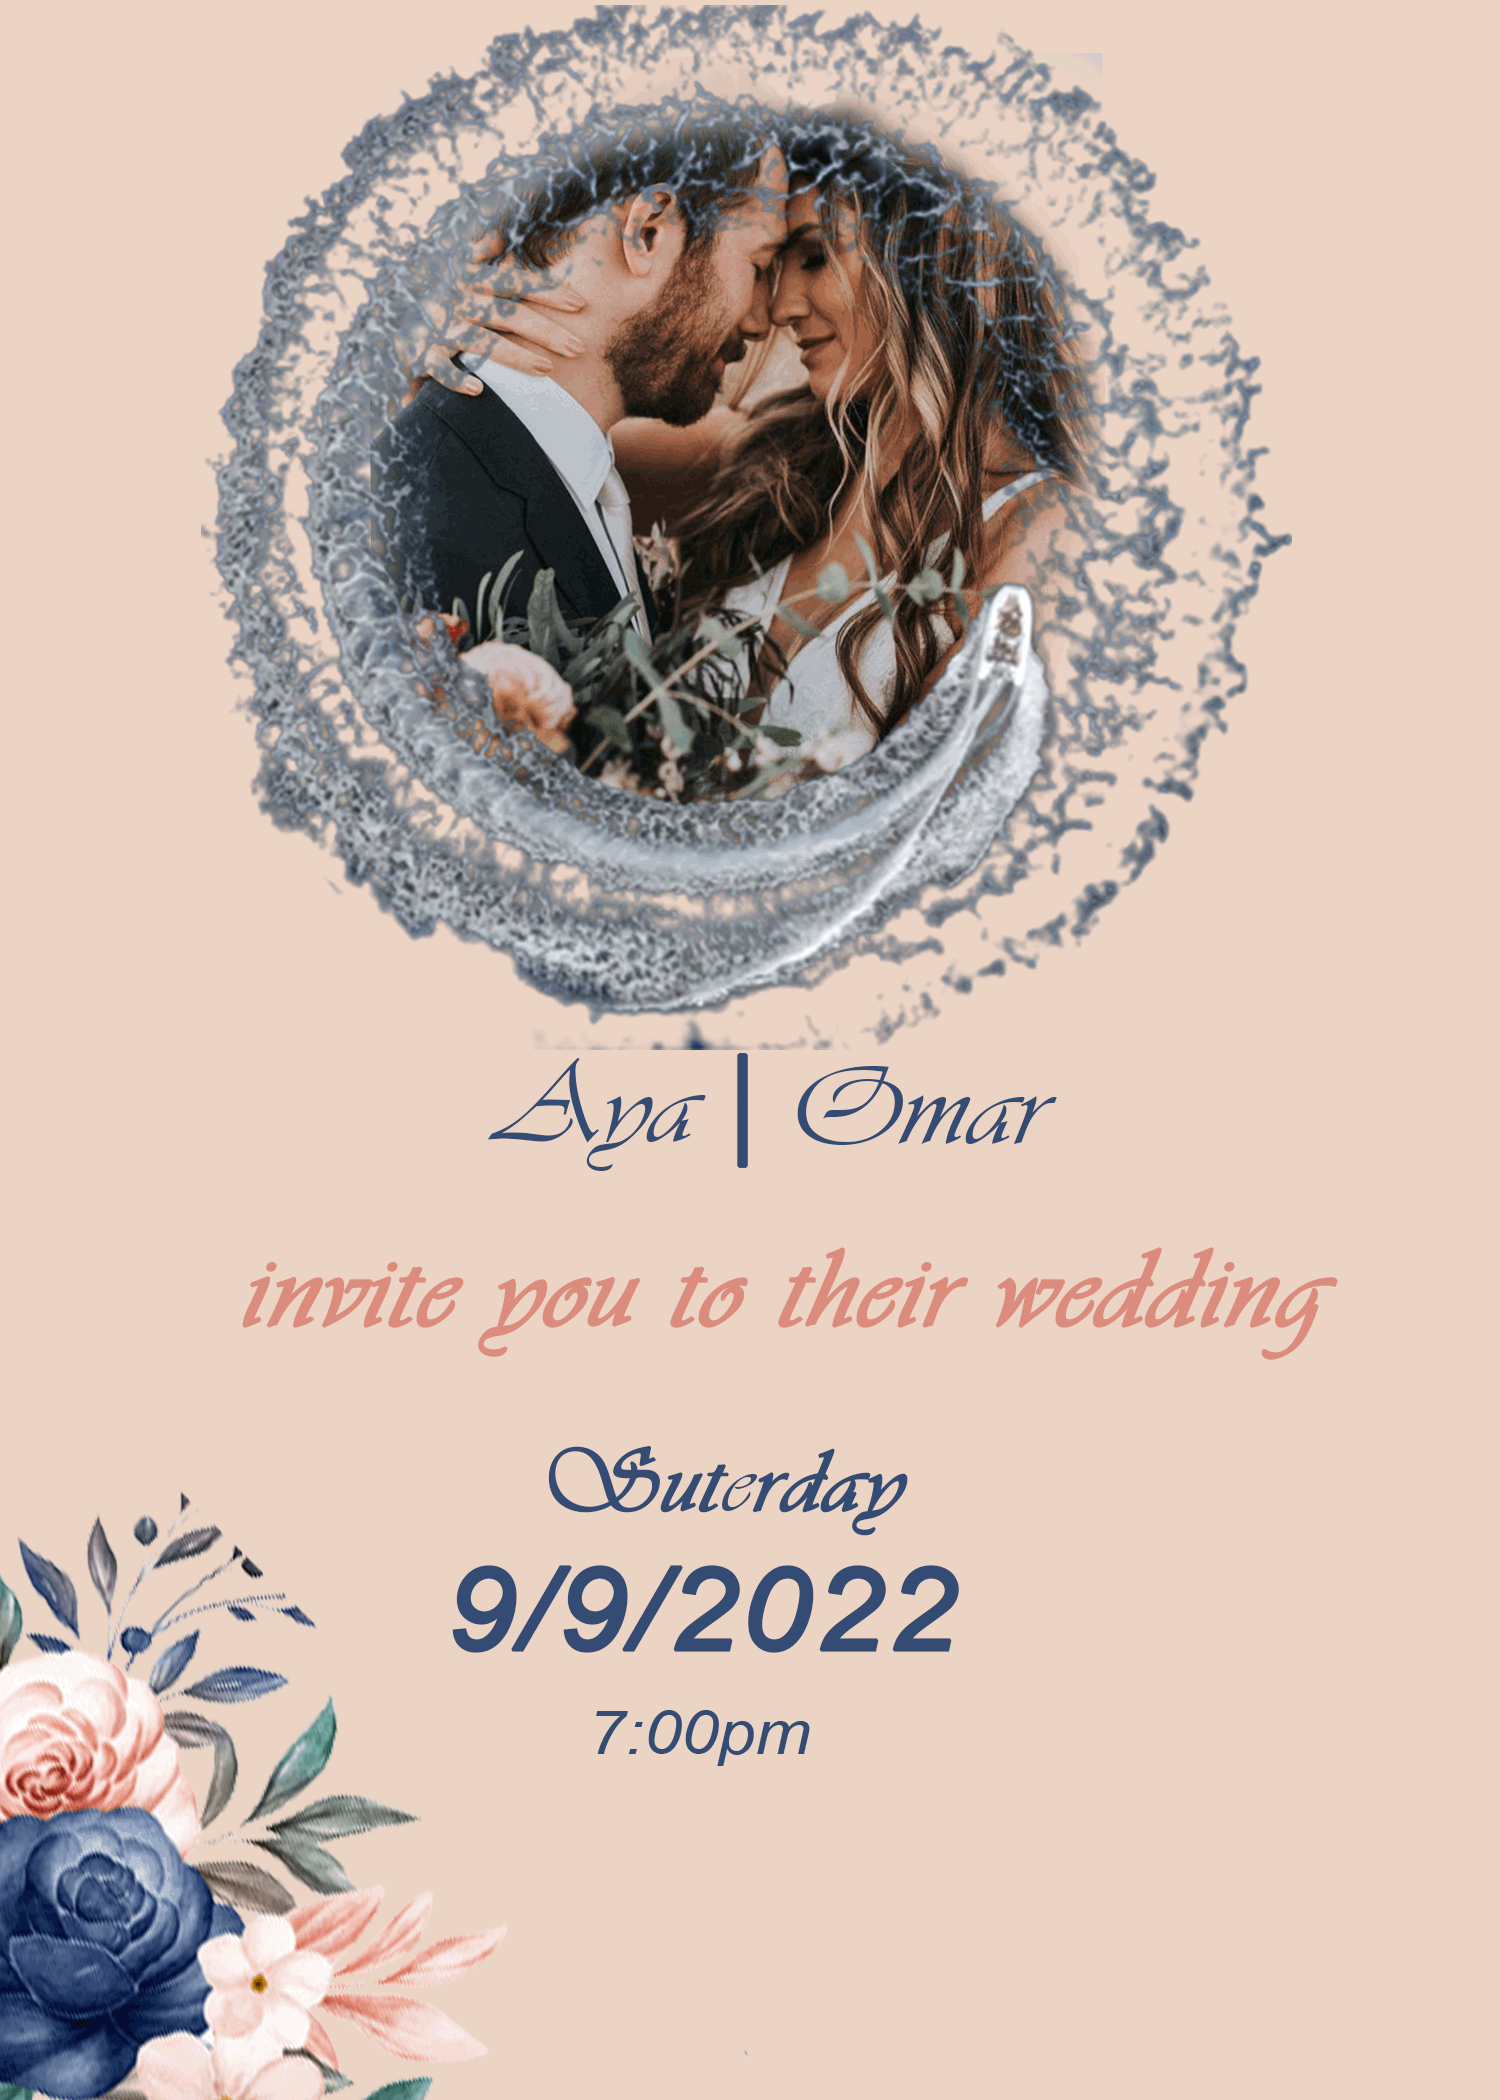 Aya | Omar
invite you to their wedding
Suterday
9/9/2022
7:00pm